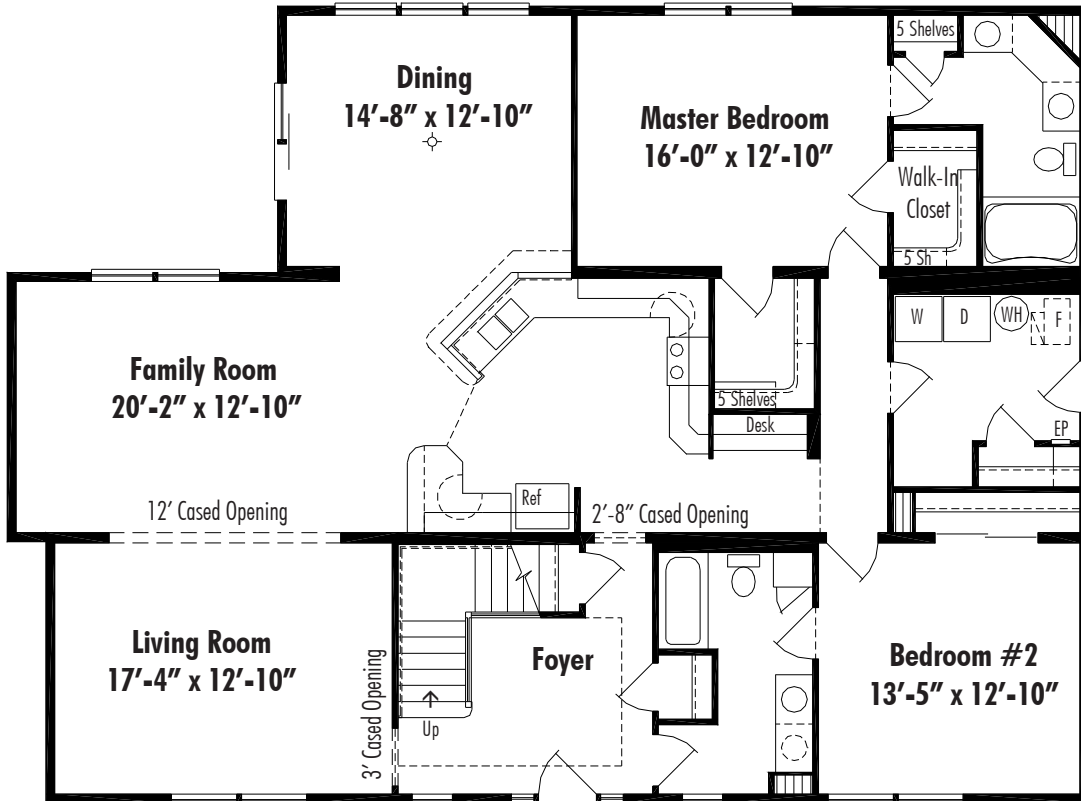 5 Shelves
Dining
14’-8” x 12’-10”
Master Bedroom
16’-0” x 12’-10”
Walk-In
Closet
5 Sh
W
D
WH
F
Family Room
20’-2” x 12’-10”
5 Shelves
Desk
EP
Ref
12’ Cased Opening
2’-8” Cased Opening
Living Room
17’-4” x 12’-10”
3’ Cased Opening
Up
Foyer
Bedroom #2
13’-5” x 12’-10”